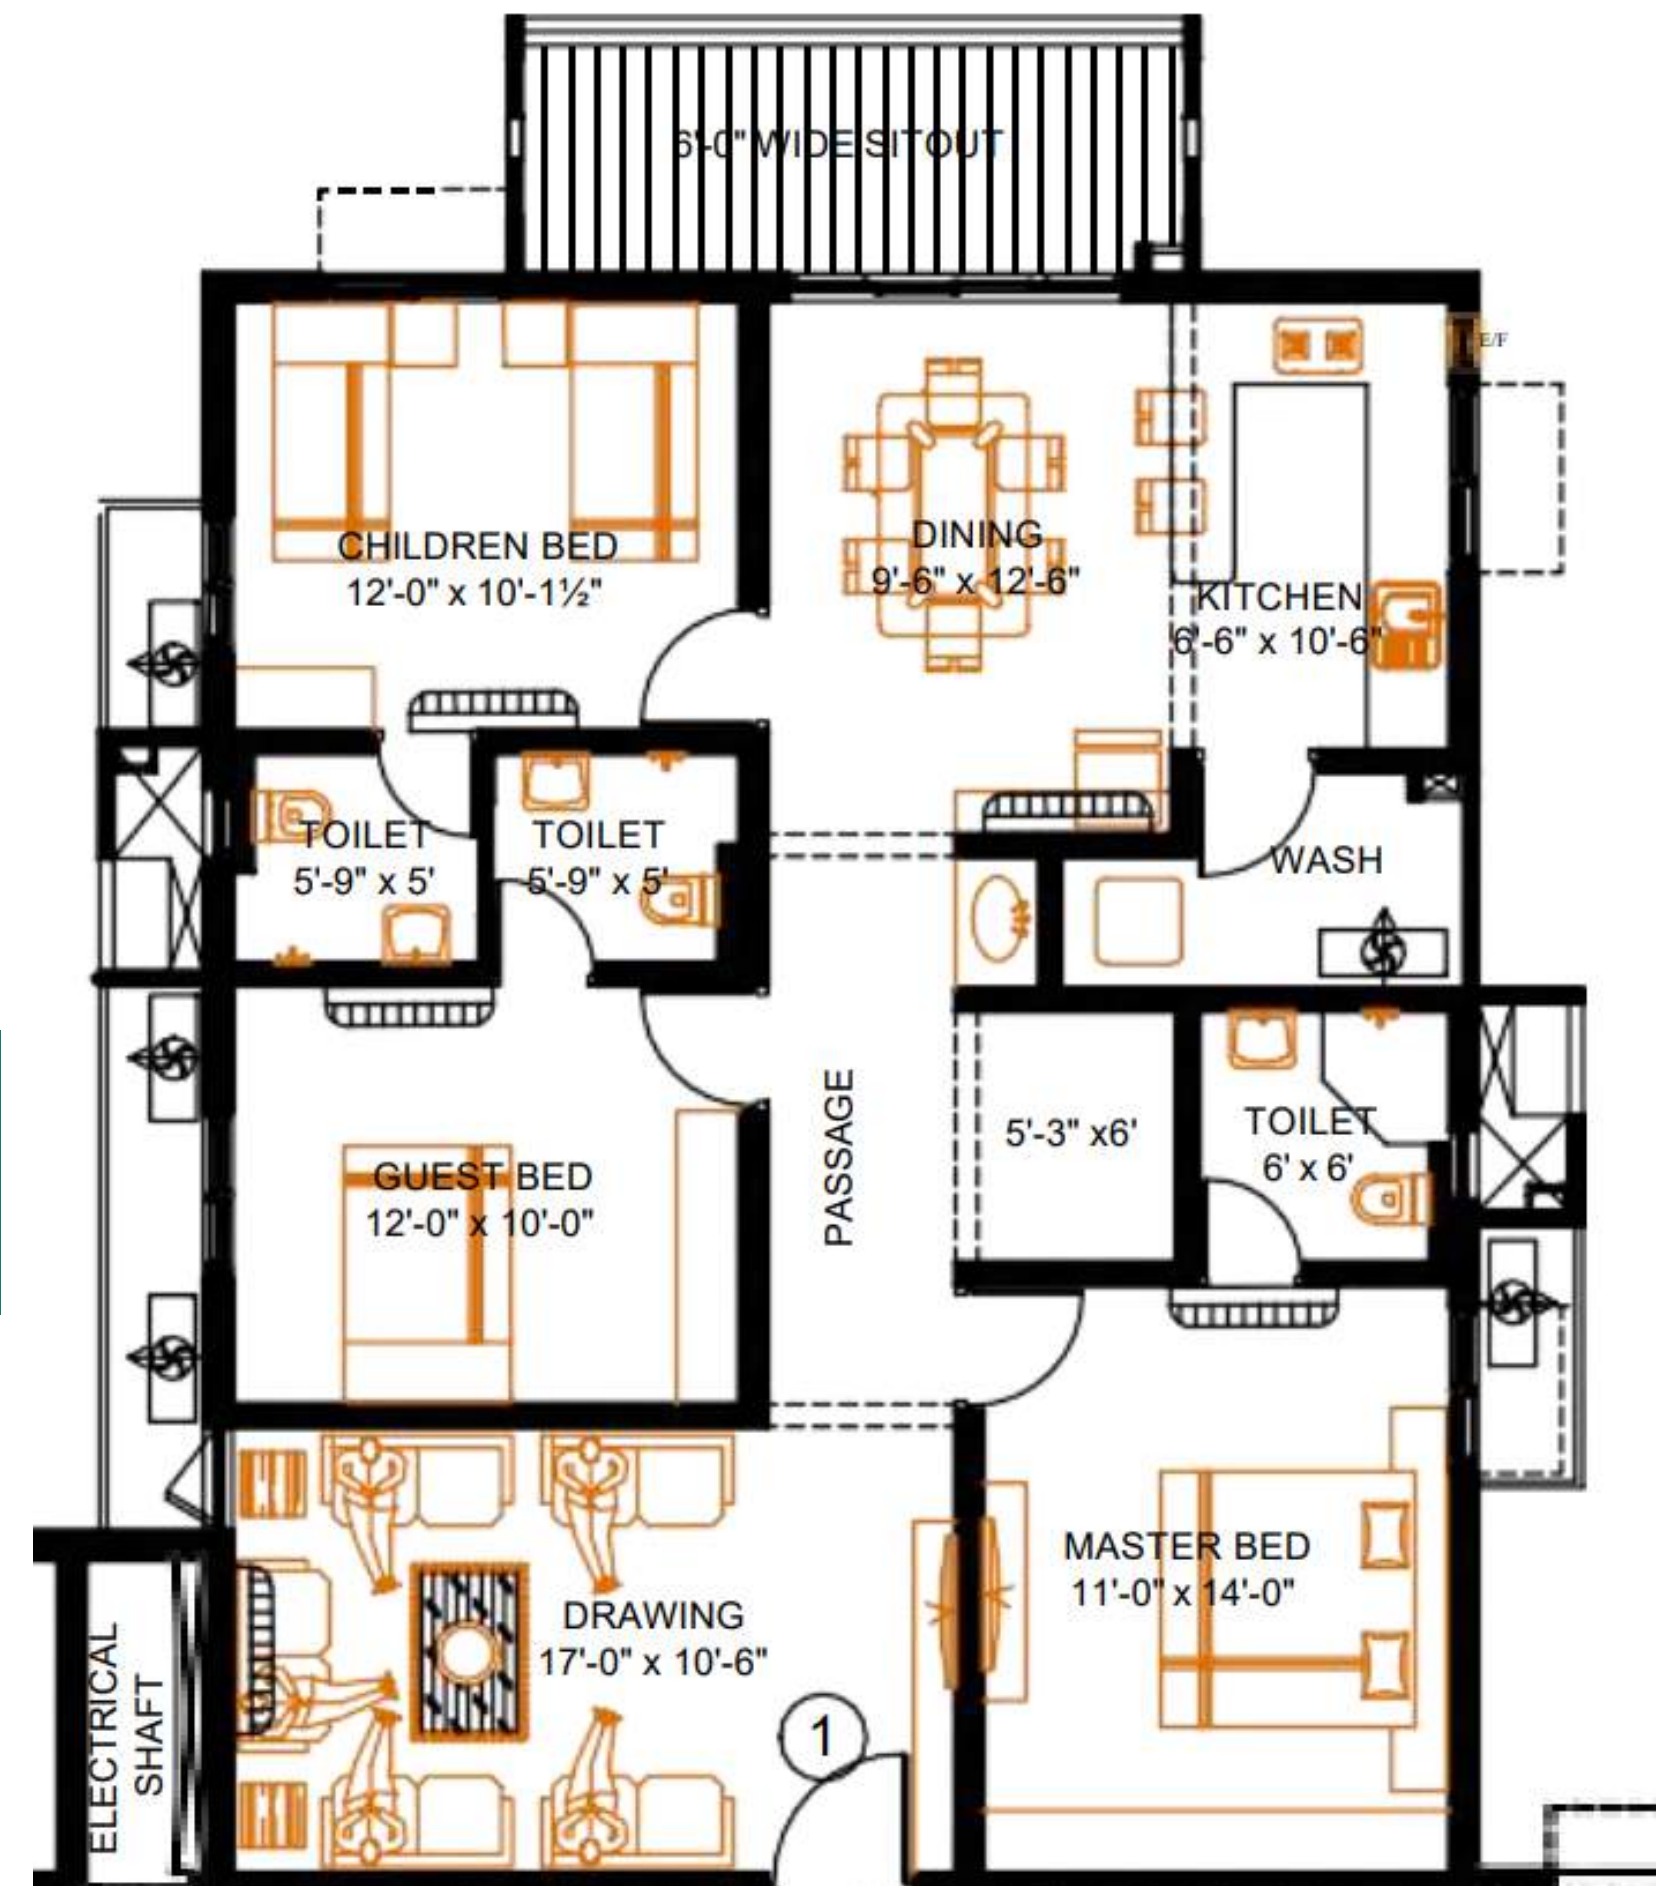 6'-0" WIDE SITOUT
E/F
CHILDREN BED
12'-0" x 10'-1½"
DINING
9'-6" x 12'-6"
KITCHEN
6'-6" x 10'-6"
TOILET
5'-9" x 5'
TOILET
5'-9" x 5'
WASH
PASSAGE
5'-3" x6'
TOILET
6' x 6'
GUEST BED
12'-0" x 10'-0"
MASTER BED
11'-0" x 14'-0"
DRAWING
17'-0" x 10'-6"
1
ELECTRICAL
SHAFT